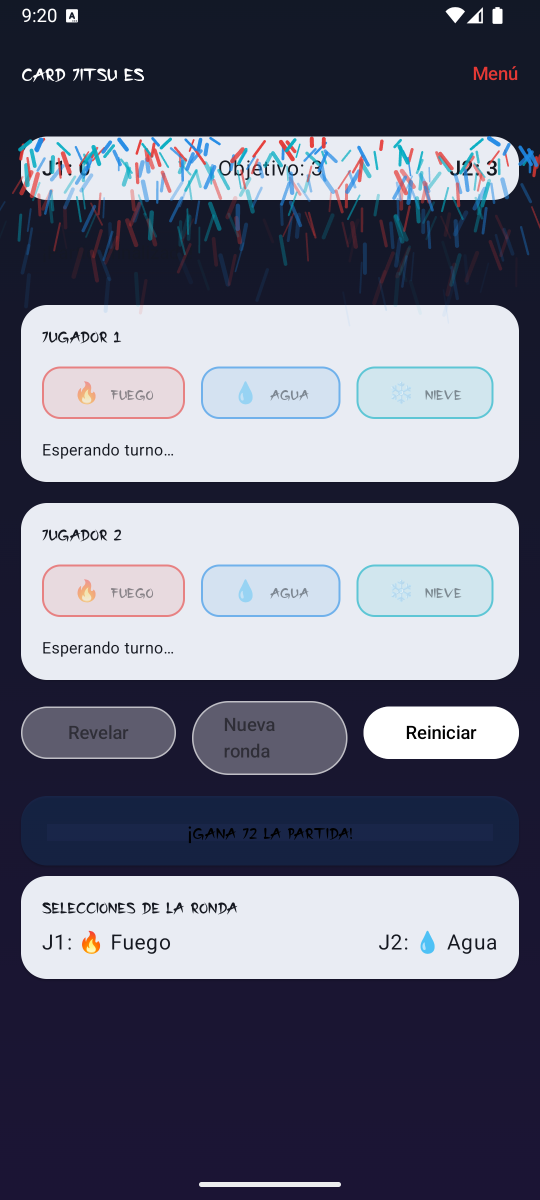 9:20
CARD JITSU ES
Menú
J1: 0 Objetivo: 3 J2: 3
JUGADOR 1
FUEGO AGUA NIEVE
Esperando turno...
JUGADOR 2
FUEGO AGUA NIEVE
Esperando turno...
Revelar
Nueva
ronda
Reiniciar
¡GANA J2 LA PARTIDA!
SELECCIONES DE LA RONDA
J1: 🔥 Fuego J2: 💧 Agua